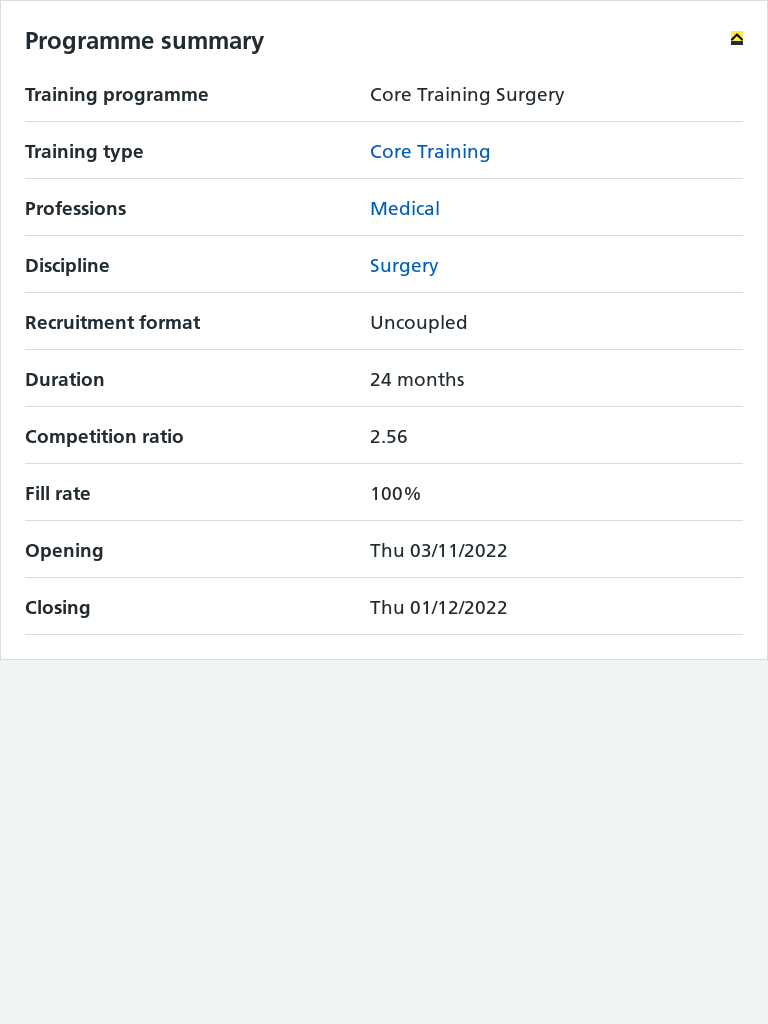 Programme summary
Training programme Core Training Surgery
Training type Core Training
Professions Medical
Discipline Surgery
Recruitment format Uncoupled
Duration 24 months
Competition ratio 2.56
Fill rate 100%
Opening Thu 03/11/2022
Closing Thu 01/12/2022